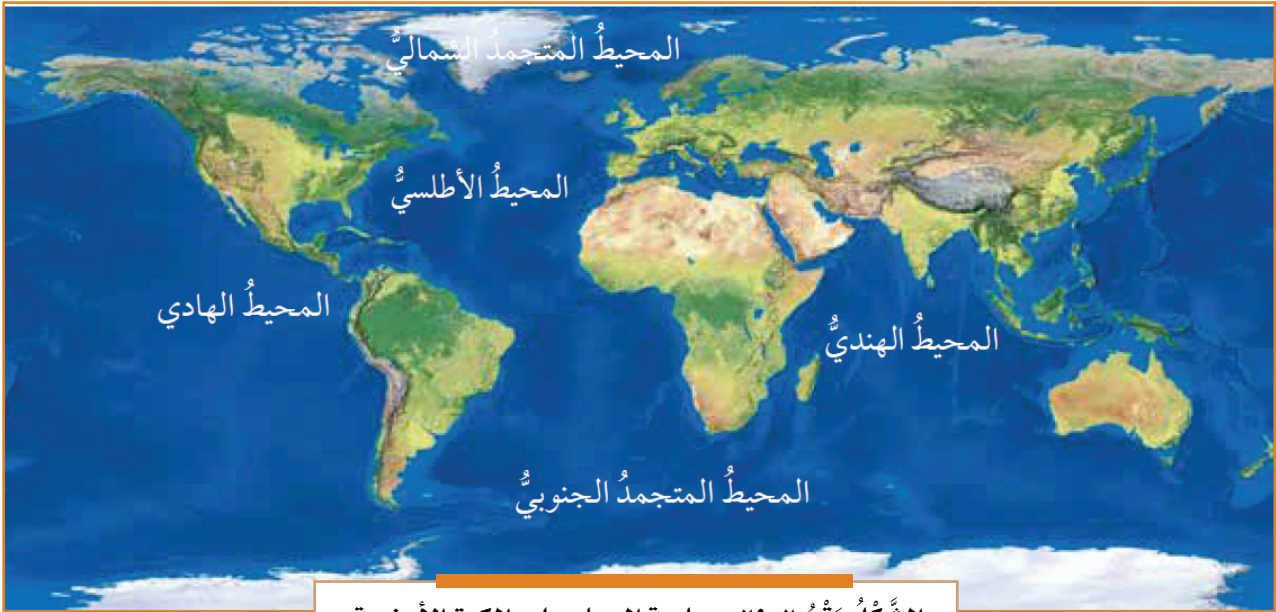 المحيطُ المتجمدُ الشماليُّ
المحيطُ الأطلسيُّ
المحيطُ الهادي
المحيطُ الهنديُّ
المحيطُ المتجمدُ الجنوبيُّ